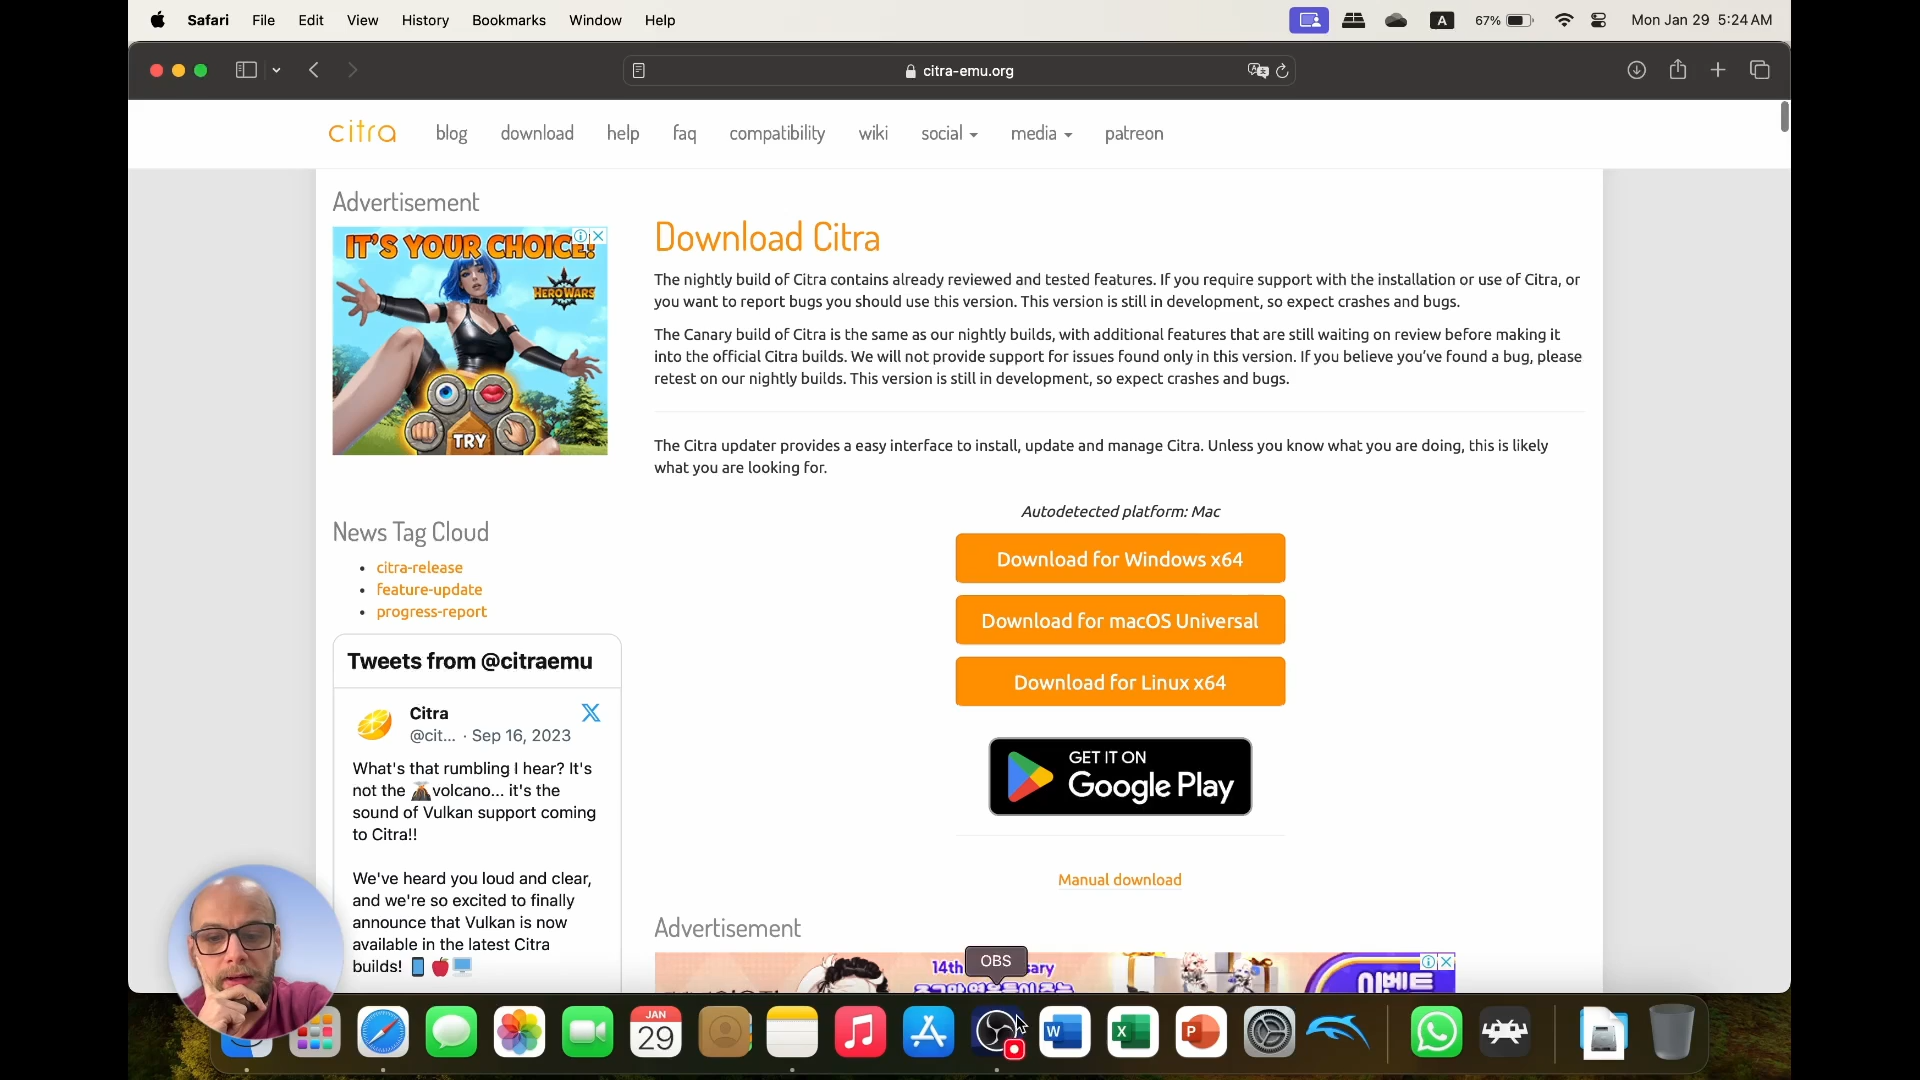 Safari File Edit View History Bookmarks Window Help
A 67% Mon Jan 29 5:24 AM
citra-emu.org
citra blog download help faq compatibility wiki social media patreon
Advertisement
IT'S YOUR CHOICE!
HERO WARS
TRY
Download Citra
The nightly build of Citra contains already reviewed and tested features. If you require support with the installation or use of Citra, or
you want to report bugs you should use this version. This version is still in development, so expect crashes and bugs.
The Canary build of Citra is the same as our nightly builds, with additional features that are still waiting on review before making it
into the official Citra builds. We will not provide support for issues found only in this version. If you believe you've found a bug, please
retest on our nightly builds. This version is still in development, so expect crashes and bugs.
The Citra updater provides a easy interface to install, update and manage Citra. Unless you know what you are doing, this is likely
what you are looking for.
Autodetected platform: Mac
Download for Windows x64
Download for macOS Universal
Download for Linux x64
GET IT ON
Google Play
Manual download
News Tag Cloud
citra-release
feature-update
progress-report
Tweets from @citraemu
Citra
@cit... · Sep 16, 2023
What's that rumbling I hear? It's
not the 🌋volcano... it's the
sound of Vulkan support coming
to Citra!!
We've heard you loud and clear,
and we're so excited to finally
announce that Vulkan is now
available in the latest Citra
builds! 📱🍎💻
Advertisement
14th
OBS
JAN
29
W
X
P